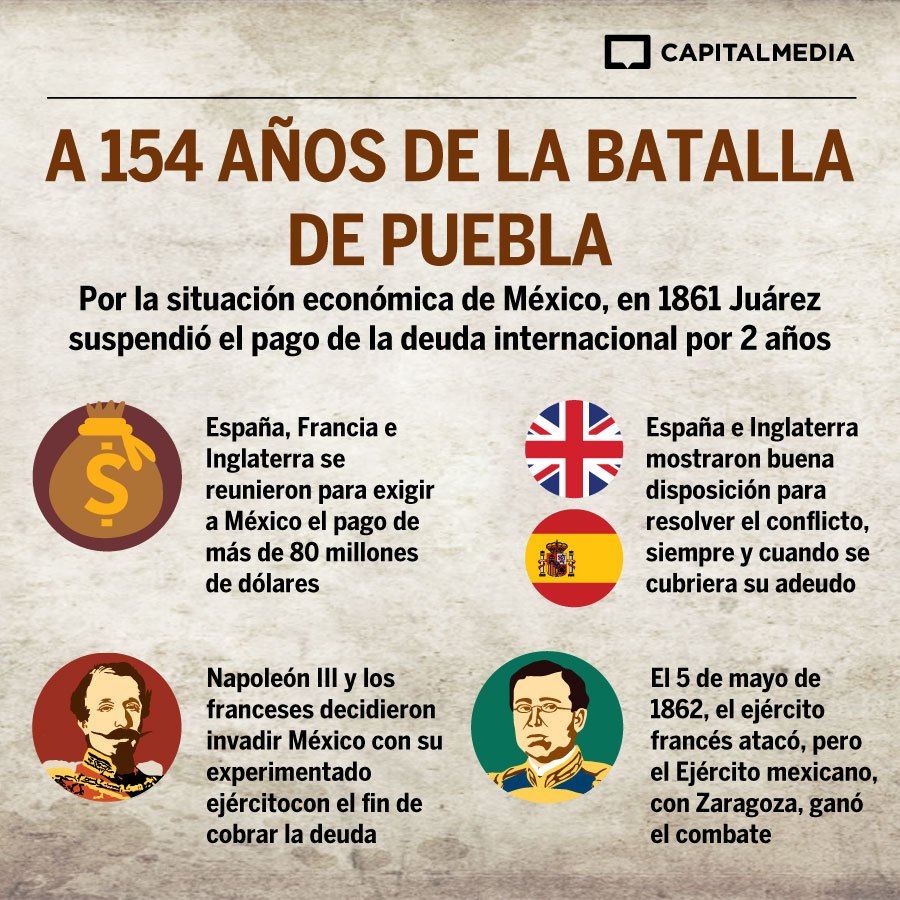 CAPITALMEDIA
A 154 AÑOS DE LA BATALLA
DE PUEBLA
Por la situación económica de México, en 1861 Juárez
suspendió el pago de la deuda internacional por 2 años
$
España, Francia e
Inglaterra se
reunieron para exigir
a México el pago de
más de 80 millones
de dólares
España e Inglaterra
mostraron buena
disposición para
resolver el conflicto,
siempre y cuando se
cubriera su adeudo
Napoleón III y los
franceses decidieron
invadir México con su
experimentado
ejércitocon el fin de
cobrar la deuda
El 5 de mayo de
1862, el ejército
francés atacó, pero
el Ejército mexicano,
con Zaragoza, ganó
el combate